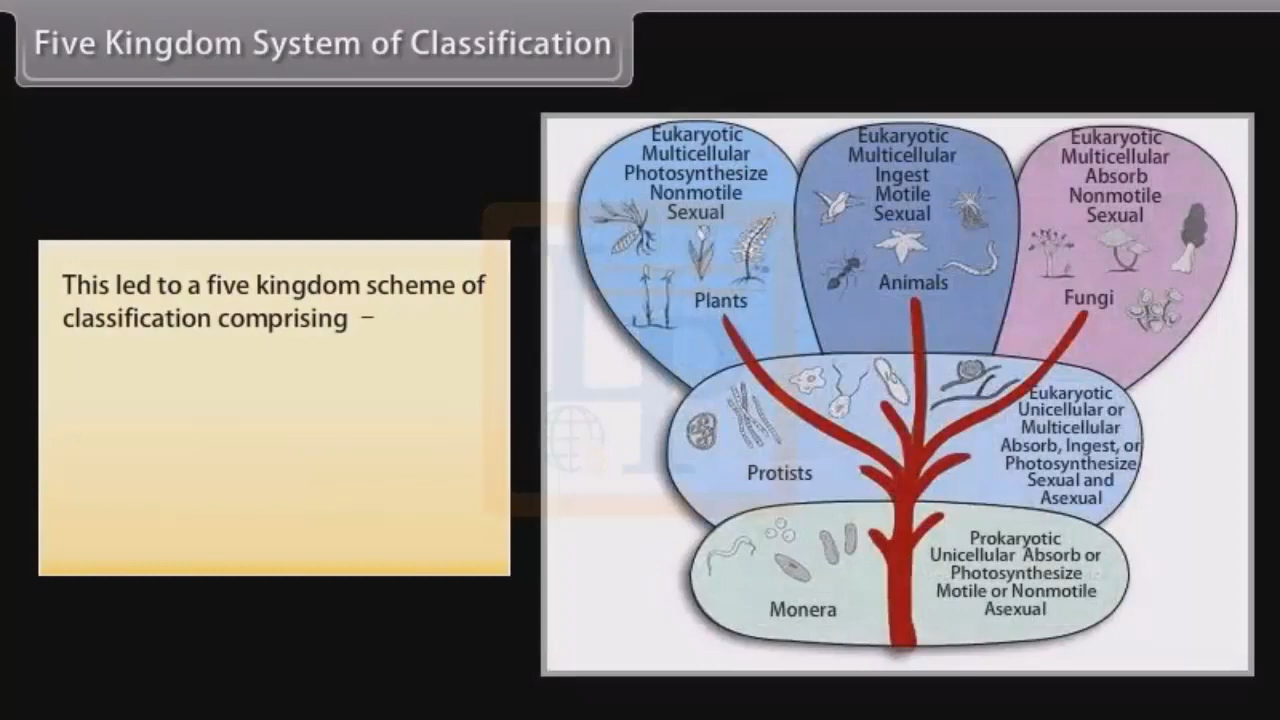 Five Kingdom System of Classification
This led to a five kingdom scheme of
classification comprising –
Eukaryotic
Multicellular
Photosynthesize
Nonmotile
Sexual
Plants
Eukaryotic
Multicellular
Ingest
Motile
Sexual
Animals
Eukaryotic
Multicellular
Absorb
Nonmotile
Sexual
Fungi
Protists
Eukaryotic
Unicellular or
Multicellular
Absorb, Ingest, or
Photosynthesize
Sexual and
Asexual
Monera
Prokaryotic
Unicellular Absorb or
Photosynthesize
Motile or Nonmotile
Asexual